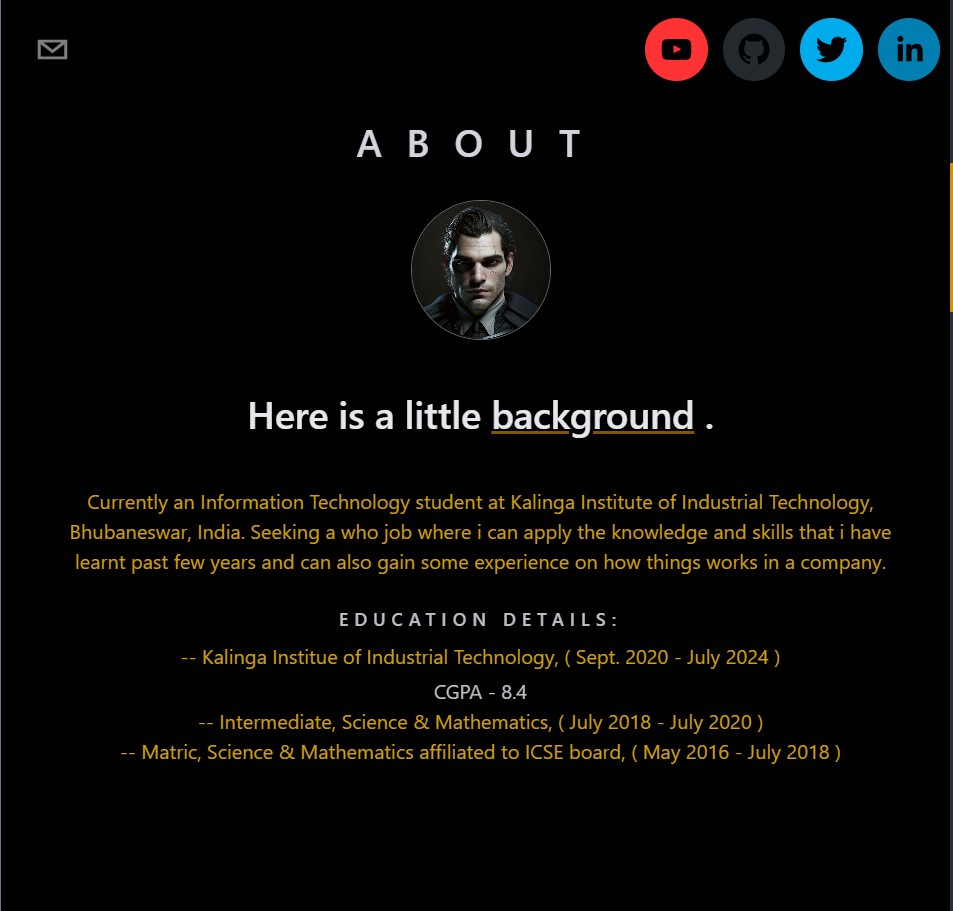 in
ABOUT
Here is a little background .
Currently an Information Technology student at Kalinga Institute of Industrial Technology,
Bhubaneswar, India. Seeking a who job where i can apply the knowledge and skills that i have
learnt past few years and can also gain some experience on how things works in a company.
EDUCATION DETAILS:
-- Kalinga Institue of Industrial Technology, ( Sept. 2020 - July 2024 )
CGPA - 8.4
-- Intermediate, Science & Mathematics, ( July 2018 - July 2020 )
-- Matric, Science & Mathematics affiliated to ICSE board, ( May 2016 - July 2018 )